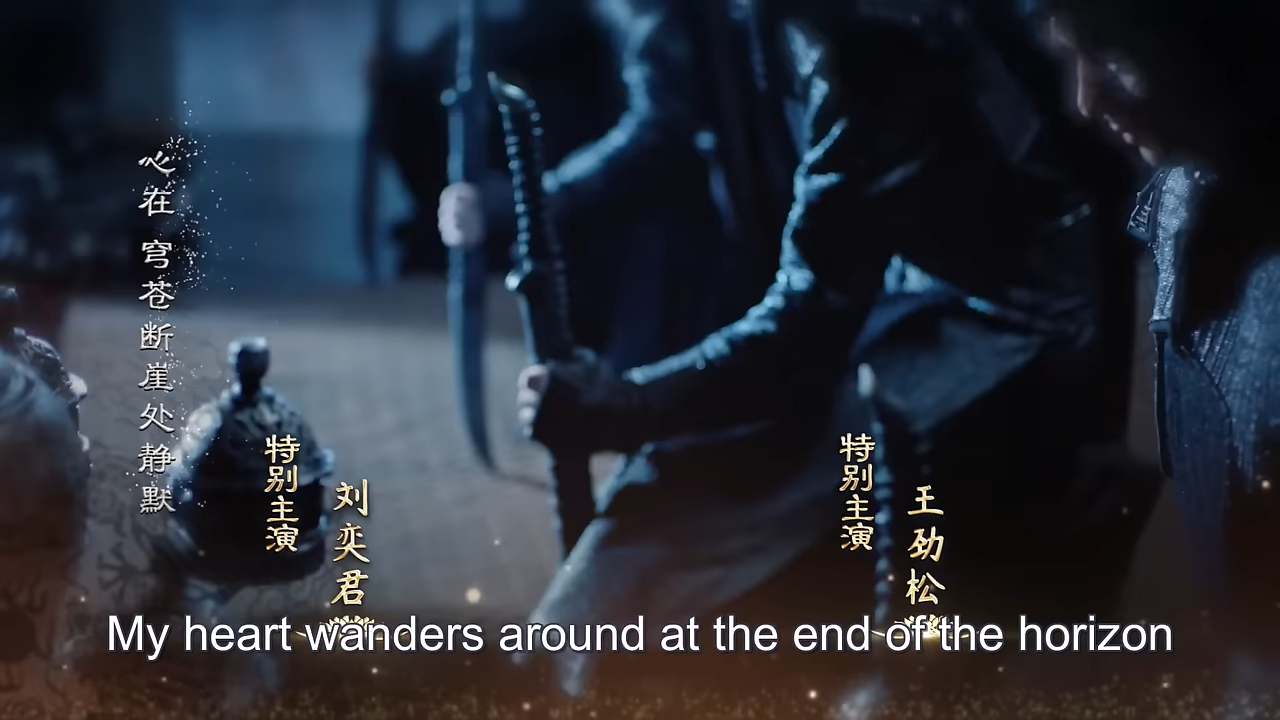 心在 穹苍断崖处静默
特别主演
刘奕君
特别主演
王劲松
My heart wanders around at the end of the horizon